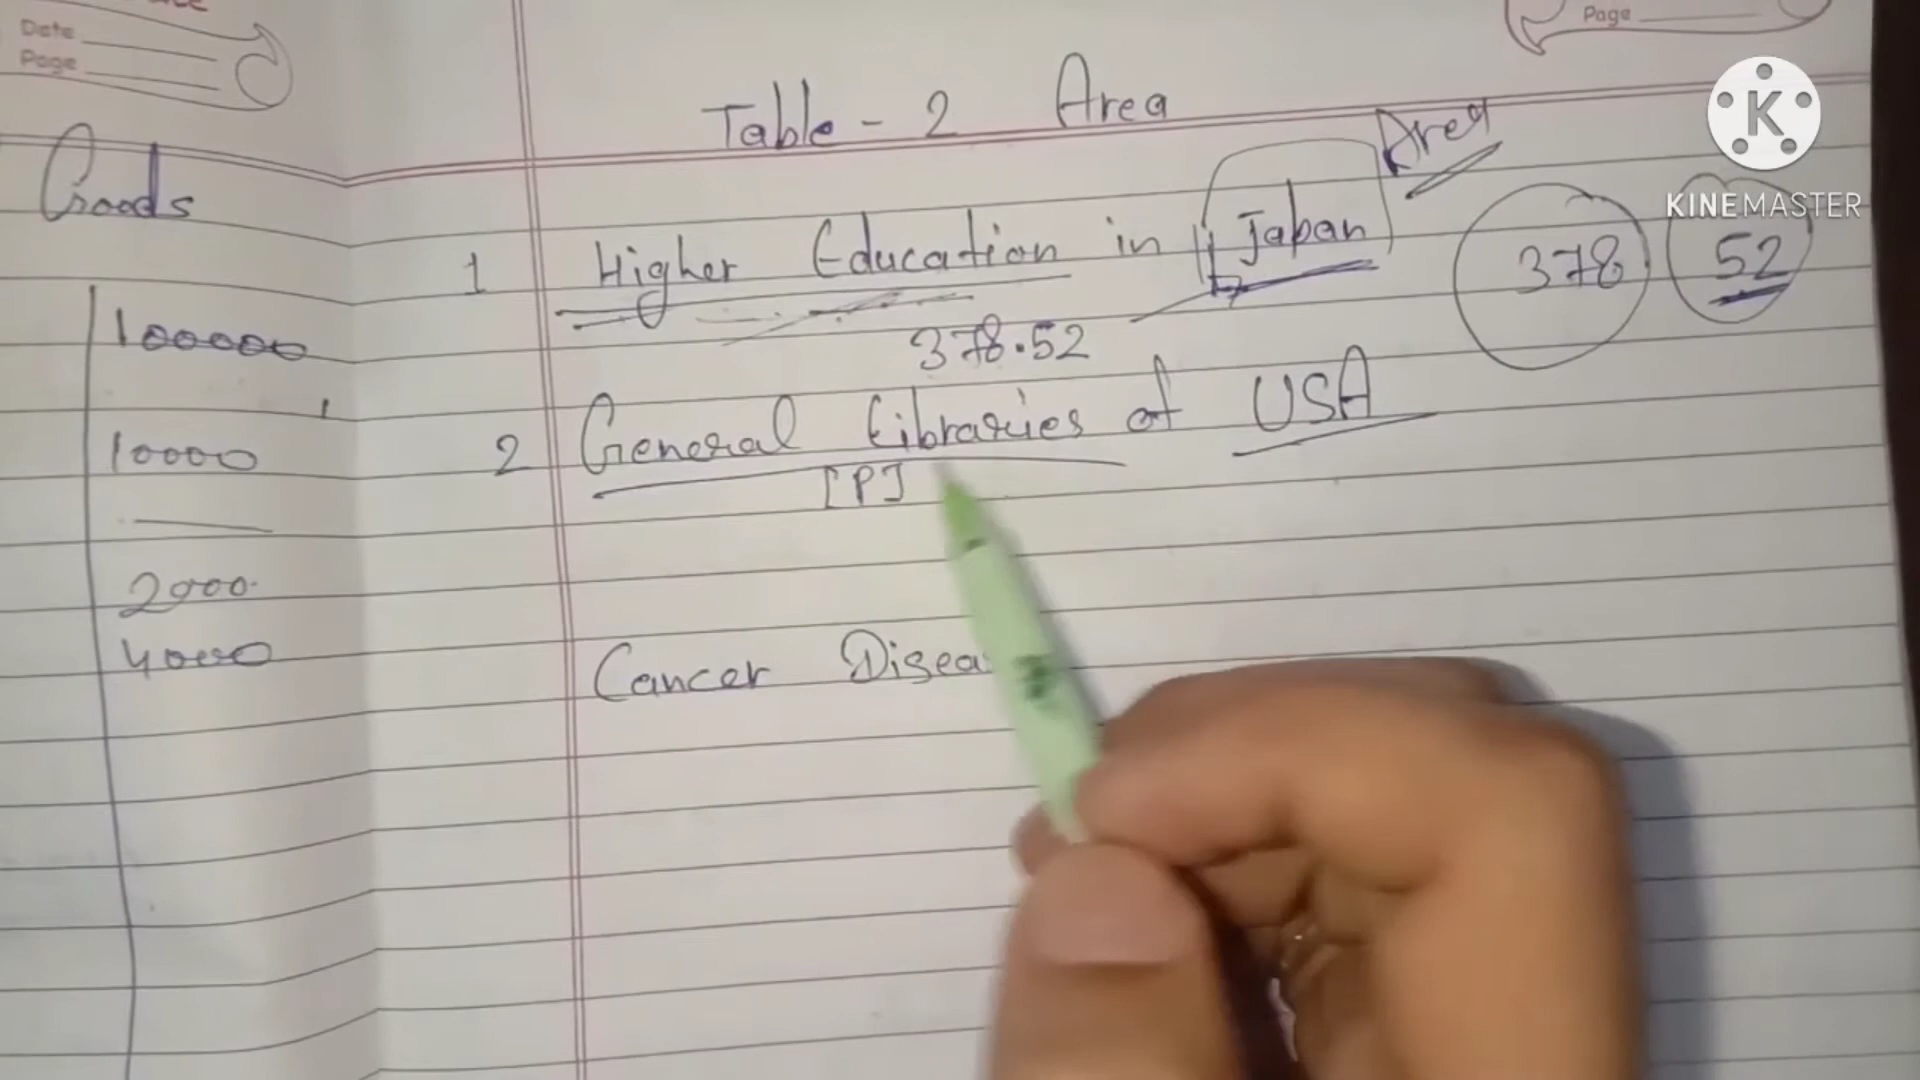 Date
Page
Page
KINEMASTER
Table - 2 Area
Area
Goods
1 Higher Education in Japan
378 52
378.52
100000
10000
2000
4000
2 General Libraries of USA
[P]
Cancer Disea